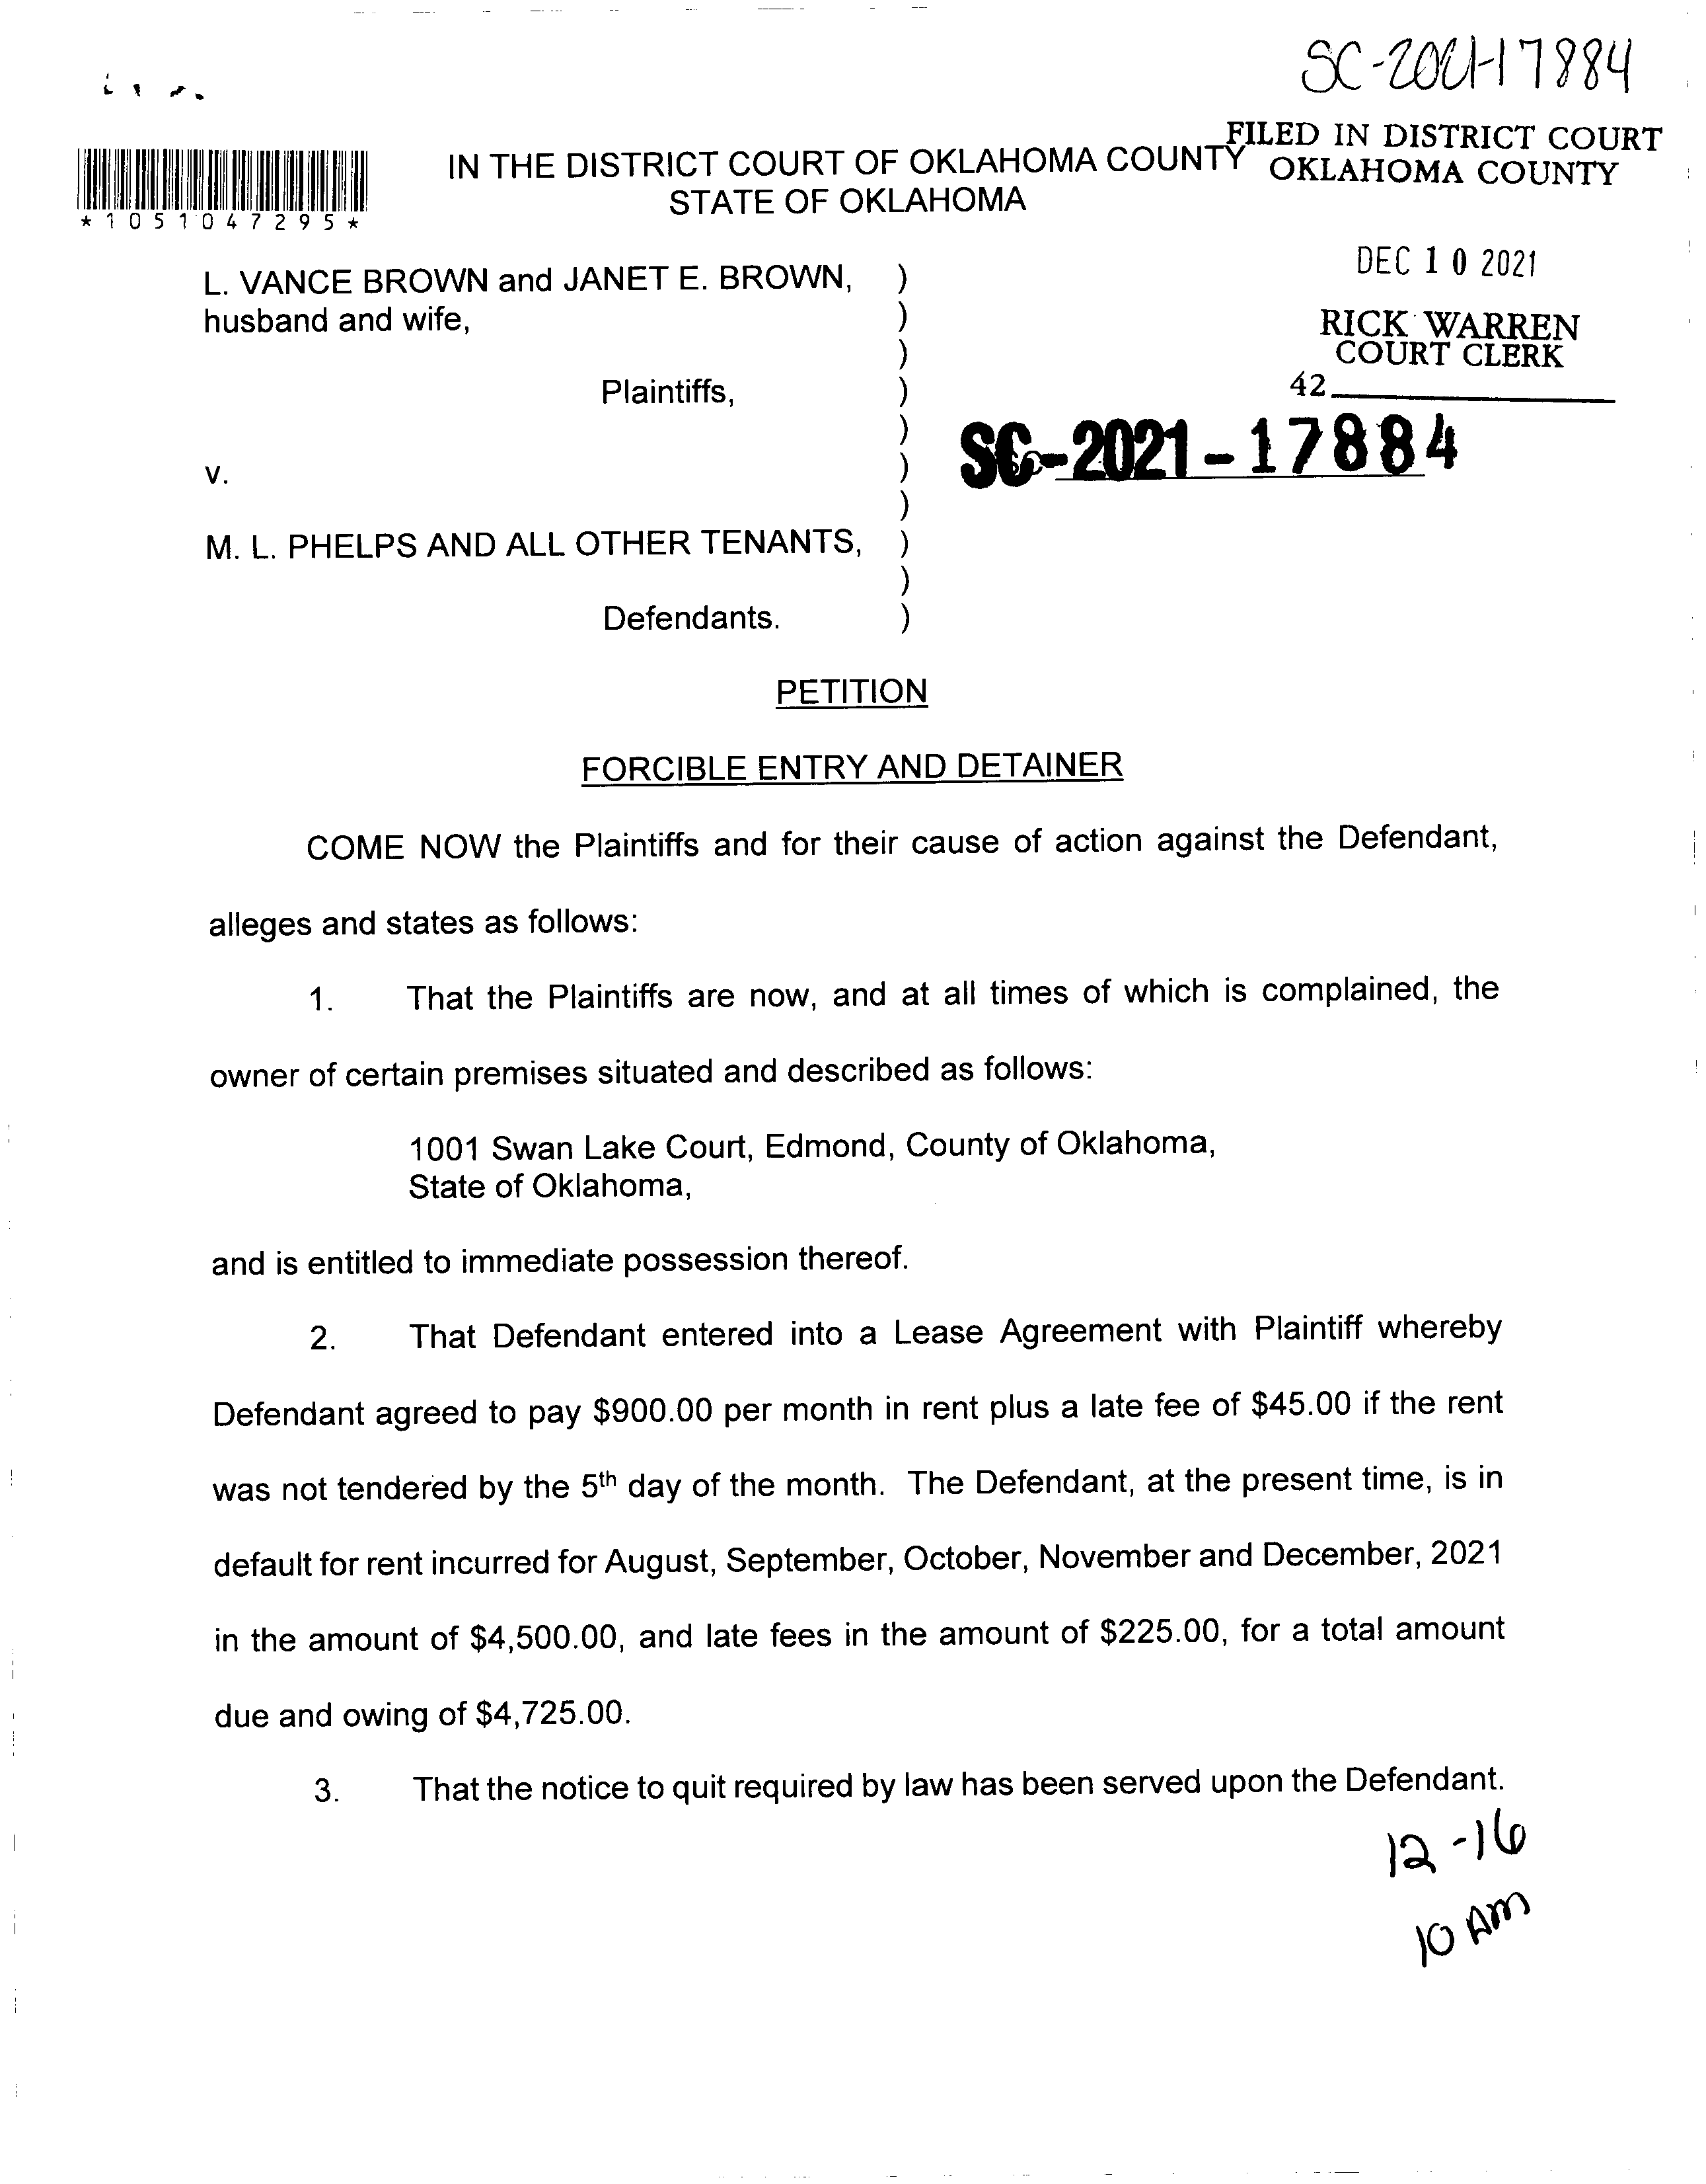 SC-2021-17884
FILED IN DISTRICT COURT
OKLAHOMA COUNTY
IN THE DISTRICT COURT OF OKLAHOMA COUNTY
STATE OF OKLAHOMA
*1051047295*
DEC 10 2021
RICK WARREN
COURT CLERK
42
L. VANCE BROWN and JANET E. BROWN, )
husband and wife, )
)
Plaintiffs, )
)
SC-2021-17884
v. )
)
M. L. PHELPS AND ALL OTHER TENANTS, )
)
Defendants. )
PETITION
FORCIBLE ENTRY AND DETAINER
COME NOW the Plaintiffs and for their cause of action against the Defendant,
alleges and states as follows:
1. That the Plaintiffs are now, and at all times of which is complained, the
owner of certain premises situated and described as follows:
1001 Swan Lake Court, Edmond, County of Oklahoma,
State of Oklahoma,
and is entitled to immediate possession thereof.
2. That Defendant entered into a Lease Agreement with Plaintiff whereby
Defendant agreed to pay $900.00 per month in rent plus a late fee of $45.00 if the rent
was not tendered by the 5th day of the month. The Defendant, at the present time, is in
default for rent incurred for August, September, October, November and December, 2021
in the amount of $4,500.00, and late fees in the amount of $225.00, for a total amount
due and owing of $4,725.00.
3. That the notice to quit required by law has been served upon the Defendant.
12-16
10 AM